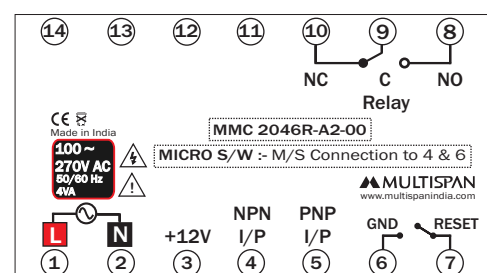 14 13 12 11 10 9 8
NC C NO
Relay
CE
Made in India
MMC 2046R-A2-00
100 ~
270V AC
50/60 Hz
4VA
MICRO S/W :- M/S Connection to 4 & 6
MULTISPAN
www.multispanindia.com
L N +12V NPN I/P PNP I/P GND RESET
1 2 3 4 5 6 7